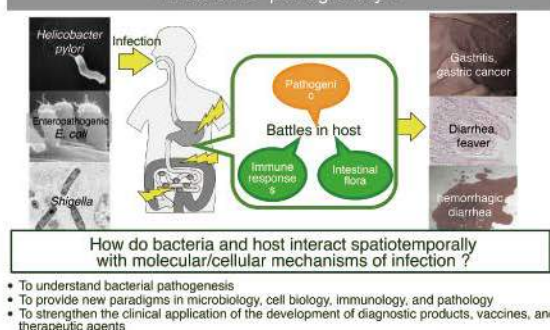 Helicobacter
pylori
Infection
Enteropathogenic
E. coli
Shigella
Pathogeni
c
Battles in host
Immune
response
s
Intestinal
flora
Gastritis,
gastric cancer
Diarrhea,
feaver
hemorrhagic
diarrhea
How do bacteria and host interact spatiotemporally
with molecular/cellular mechanisms of infection ?
• To understand bacterial pathogenesis
• To provide new paradigms in microbiology, cell biology, immunology, and pathology
• To strengthen the clinical application of the development of diagnostic products, vaccines, an
therapeutic agents